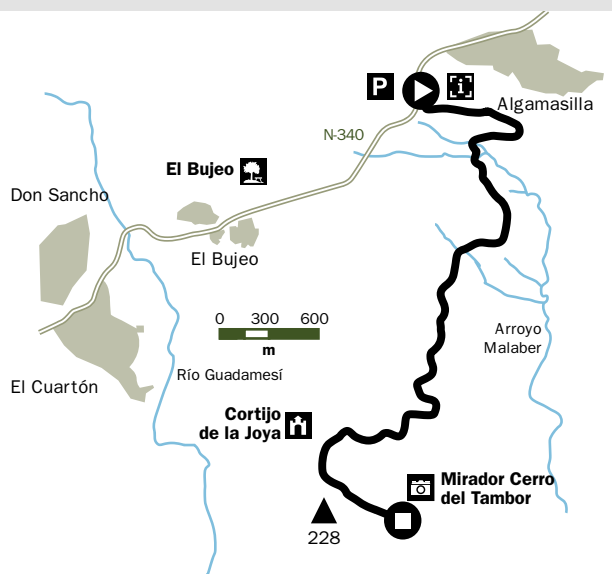 P
i
Algamasilla
N-340
El Bujeo
Don Sancho
El Bujeo
0 300 600
m
Arroyo
Malaber
Río Guadamesí
El Cuartón
Cortijo
de la Joya
Mirador Cerro
del Tambor
228